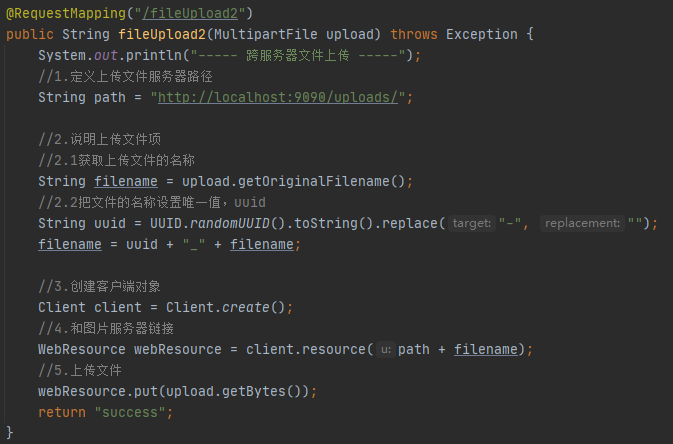 @RequestMapping("/fileUpload2")
public String fileUpload2(MultipartFile upload) throws Exception {
System.out.println("----- 跨服务器文件上传 -----");
//1.定义上传文件服务器路径
String path = "http://localhost:9090/uploads/";
//2.说明上传文件项
//2.1获取上传文件的名称
String filename = upload.getOriginalFilename();
//2.2把文件的名称设置唯一值，uuid
String uuid = UUID.randomUUID().toString().replace( target: "-", replacement: "");
filename = uuid + "_" + filename;
//3.创建客户端对象
Client client = Client.create();
//4.和图片服务器链接
WebResource webResource = client.resource( u: path + filename);
//5.上传文件
webResource.put(upload.getBytes());
return "success";
}